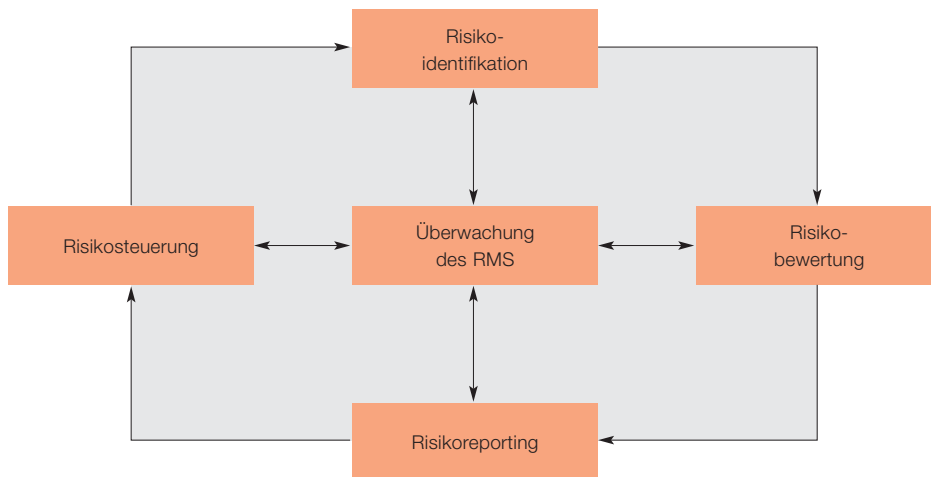 Risiko-
identifikation
Risikosteuerung
Überwachung
des RMS
Risiko-
bewertung
Risikoreporting